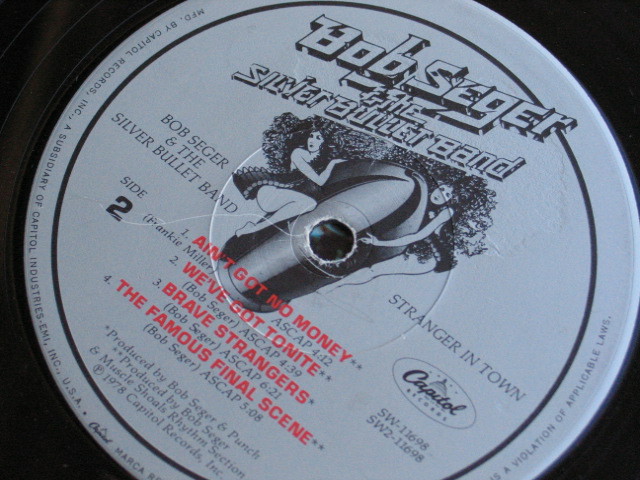 Bob Seger
& the
Silver Bullet Band
BOB SEGER
& THE
SILVER BULLET BAND
SIDE
2
STRANGER IN TOWN
1. AIN'T GOT NO MONEY**
(Frankie Miller) ASCAP 4:12
2. WE'VE GOT TONITE**
(Bob Seger) ASCAP 4:39
3. BRAVE STRANGERS*
(Bob Seger) ASCAP 6:21
4. THE FAMOUS FINAL SCENE**
(Bob Seger) ASCAP 5:08
*Produced by Bob Seger & Punch
**Produced by Bob Seger
& Muscle Shoals Rhythm Section
℗ 1978 Capitol Records, Inc.
Capitol
RECORDS
SW-11698
SW2-11698
MFD. BY CAPITOL RECORDS, INC., A SUBSIDIARY OF CAPITOL INDUSTRIES-EMI, INC., U.S.A.
Capitol
MARCA
IS A VIOLATION OF APPLICABLE LAWS.